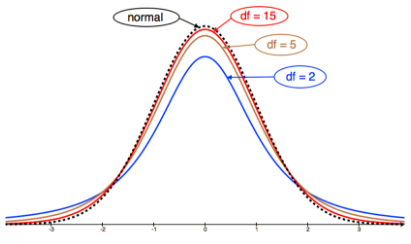 normal
df = 15
df = 5
df = 2
-3 -2 -1 0 1 2 3